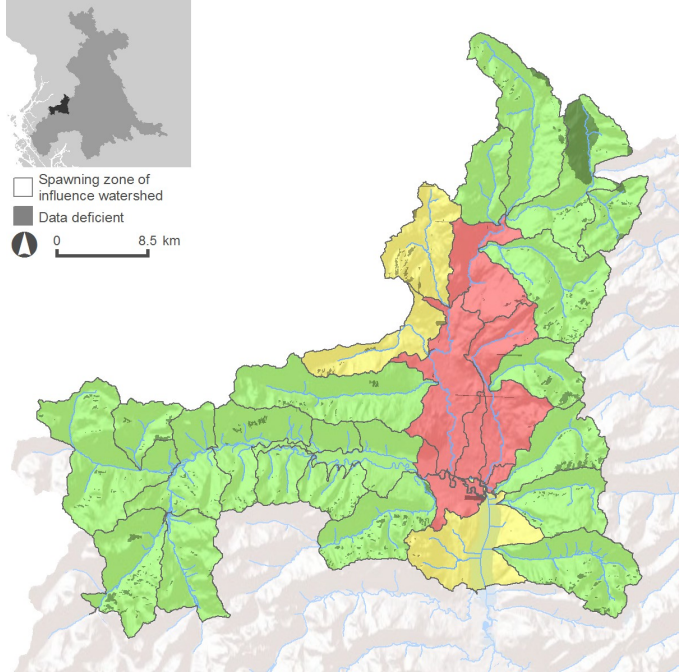 Spawning zone of
influence watershed
Data deficient
0 8.5 km